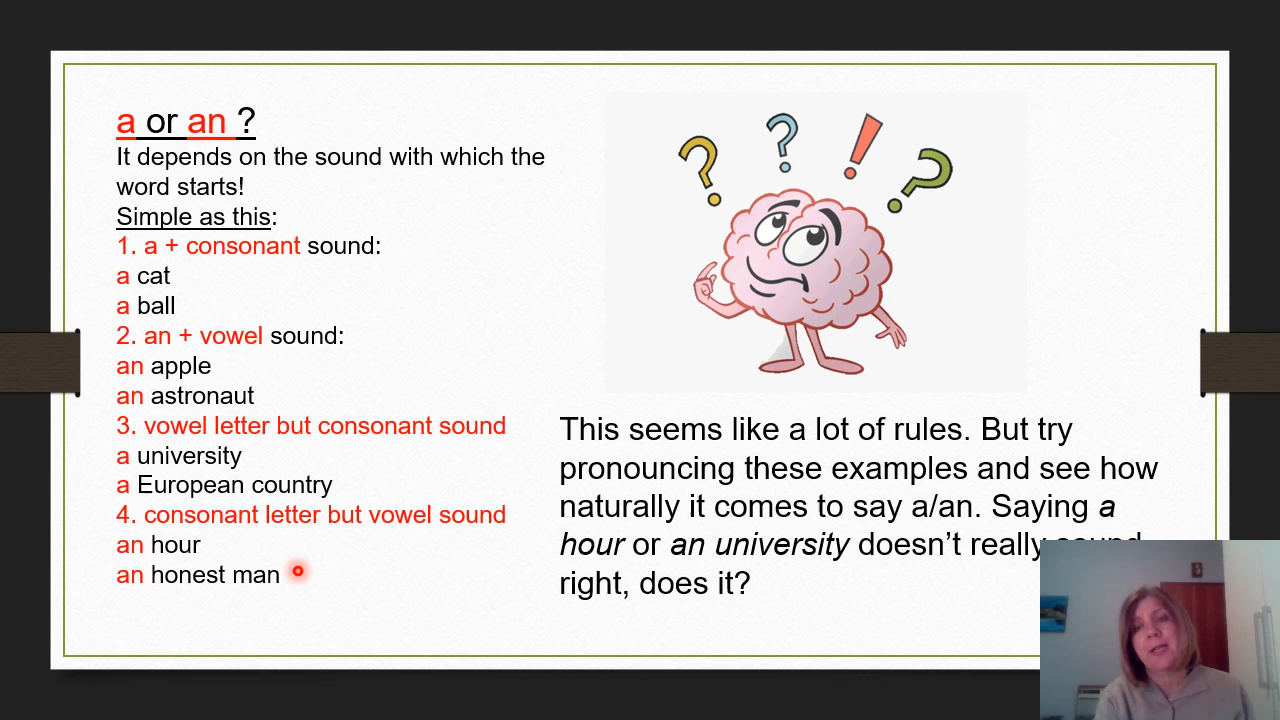 a or an ?
It depends on the sound with which the
word starts!
Simple as this:
1. a + consonant sound:
a cat
a ball
2. an + vowel sound:
an apple
an astronaut
3. vowel letter but consonant sound
a university
a European country
4. consonant letter but vowel sound
an hour
an honest man
This seems like a lot of rules. But try
pronouncing these examples and see how
naturally it comes to say a/an. Saying a
hour or an university doesn’t really sound
right, does it?